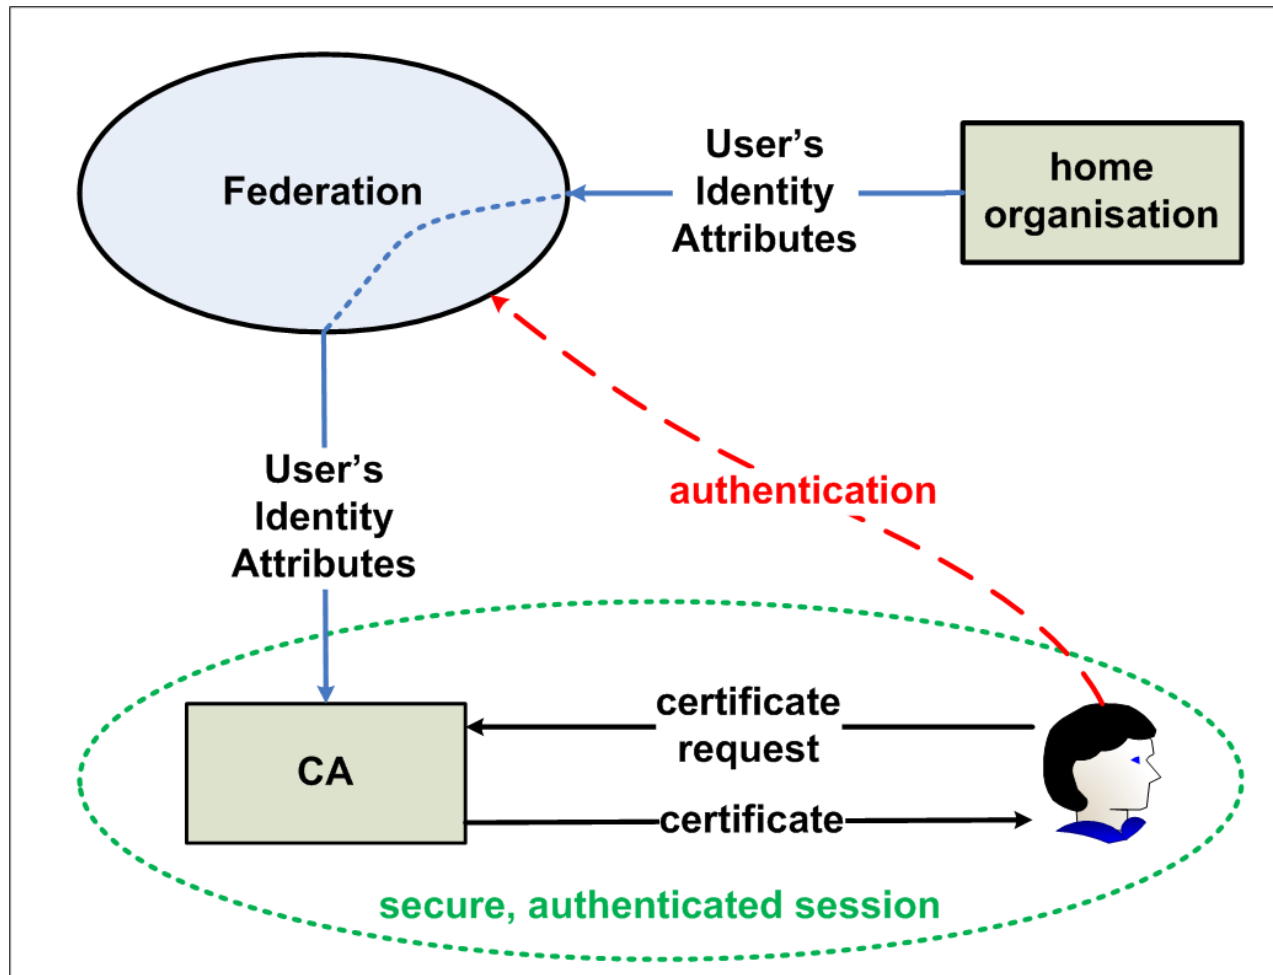 User's
Identity
Attributes
home
organisation
Federation
User's
Identity
Attributes
authentication
certificate
request
CA
certificate
secure, authenticated session